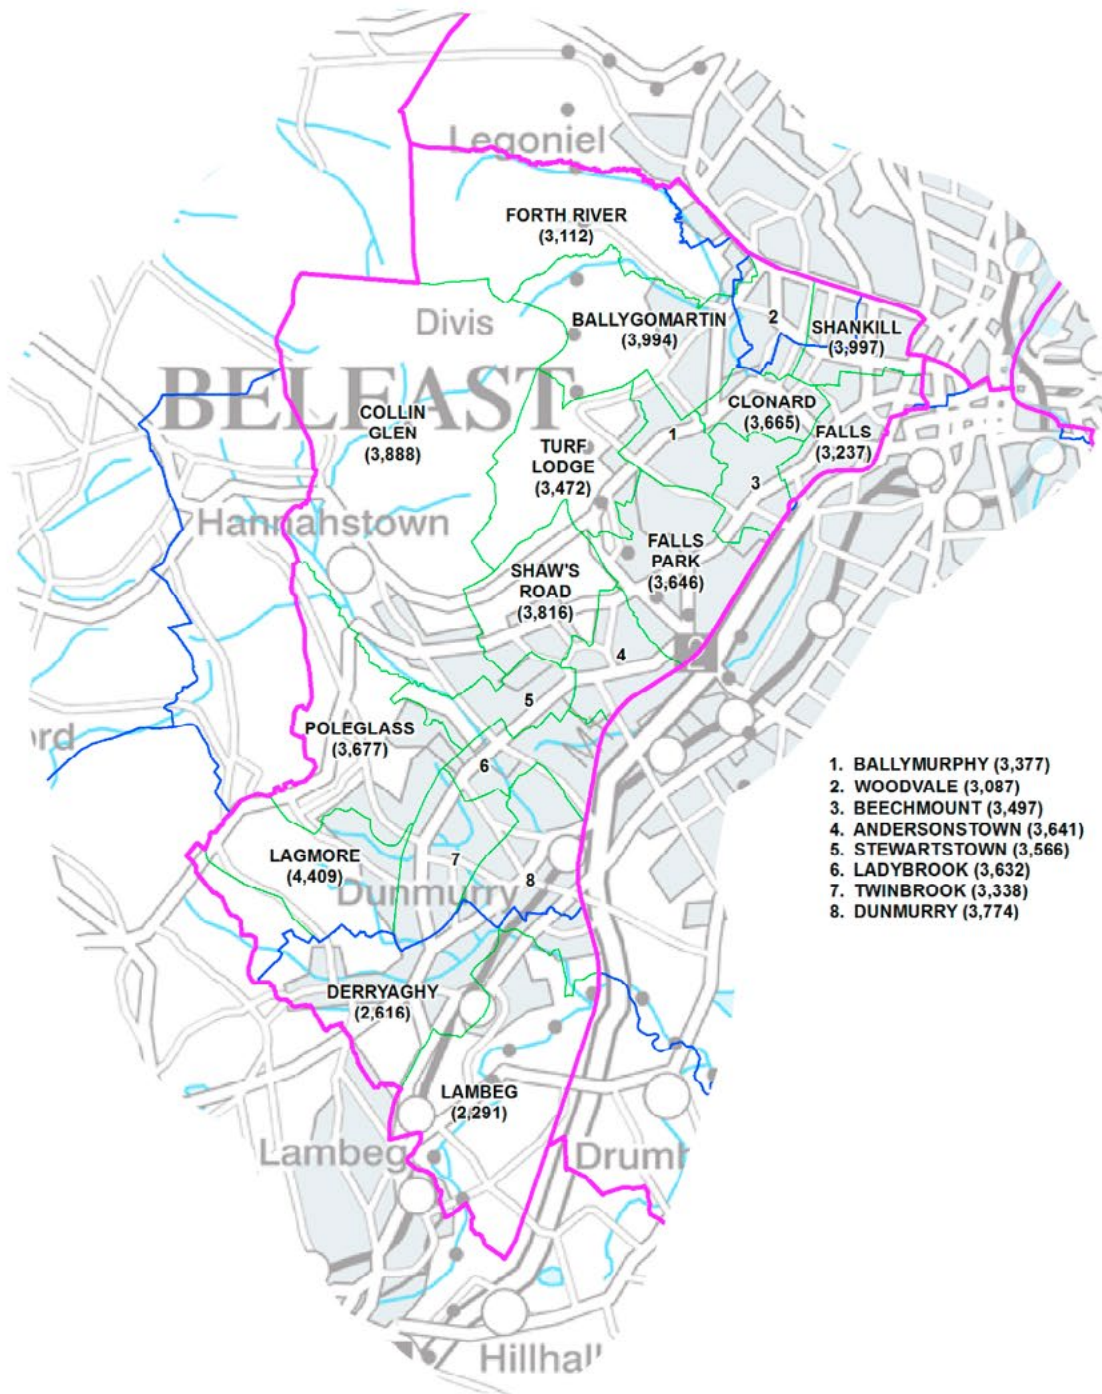 Legoniel
FORTH RIVER
(3,112)
Divis
BALLYGOMARTIN
(3,994)
2
SHANKILL
(3,997)
BELFAST
COLLIN
GLEN
(3,888)
CLONARD
(3,665)
1
TURF
LODGE
(3,472)
FALLS
(3,237)
3
Hannahstown
FALLS
PARK
(3,646)
SHAW'S
ROAD
(3,816)
4
5
POLEGLASS
(3,677)
6
LAGMORE
(4,409)
7
Dunmurry
8
1. BALLYMURPHY (3,377)
2. WOODVALE (3,087)
3. BEECHMOUNT (3,497)
4. ANDERSONSTOWN (3,641)
5. STEWARTSTOWN (3,566)
6. LADYBROOK (3,632)
7. TWINBROOK (3,338)
8. DUNMURRY (3,774)
DERRYAGHY
(2,616)
LAMBEG
(2,291)
Lambeg
Hillhall